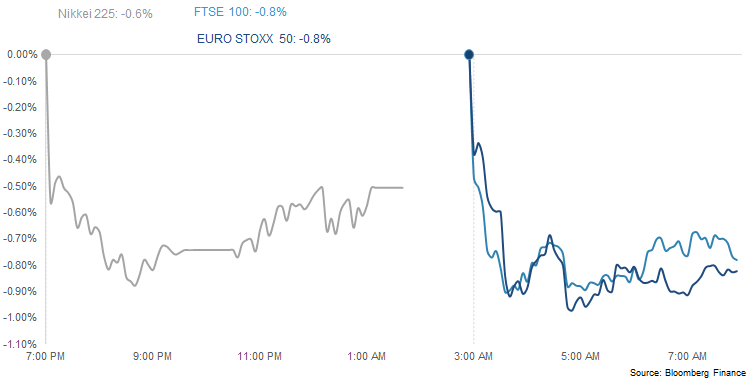 Nikkei 225: -0.6%
FTSE 100: -0.8%
EURO STOXX 50: -0.8%
0.00%
-0.10%
-0.20%
-0.30%
-0.40%
-0.50%
-0.60%
-0.70%
-0.80%
-0.90%
-1.00%
-1.10%
7:00 PM 9:00 PM 11:00 PM 1:00 AM 3:00 AM 5:00 AM 7:00 AM
Source: Bloomberg Finance